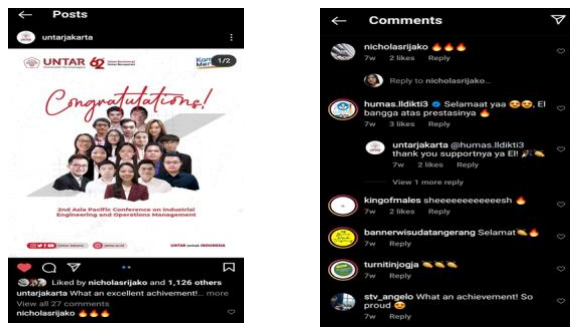 Posts
untarjakarta
UNTAR 62
1/2
Congratulations!
2nd Asia Pacific Conference on Industrial
Engineering and Operations Management
UNTAR untuk INDONESIA
Liked by nicholasrijako and 1,126 others
untarjakarta What an excellent achivement!... more
View all 27 comments
nicholasrijako 🔥🔥🔥
Comments
nicholasrijako 🔥🔥🔥
7w 2 likes Reply
Reply to nicholasrijako...
humas.lldikti3 Selamaat yaa 😍😍, El
bangga atas prestasinya 🔥
7w 3 likes Reply
untarjakarta @humas.lldikti3
thank you supportnya ya El! 🎉👏
7w 2 likes Reply
View 1 more reply
kingofmales sheeeeeeeeeeeesh 🔥
7w 2 likes Reply
bannerwisudatangerang Selamat👏🔥
7w Reply
turnitinjogja 👏👏👏
7w Reply
stv_angelo What an achievement! So
proud 😍
7w Reply